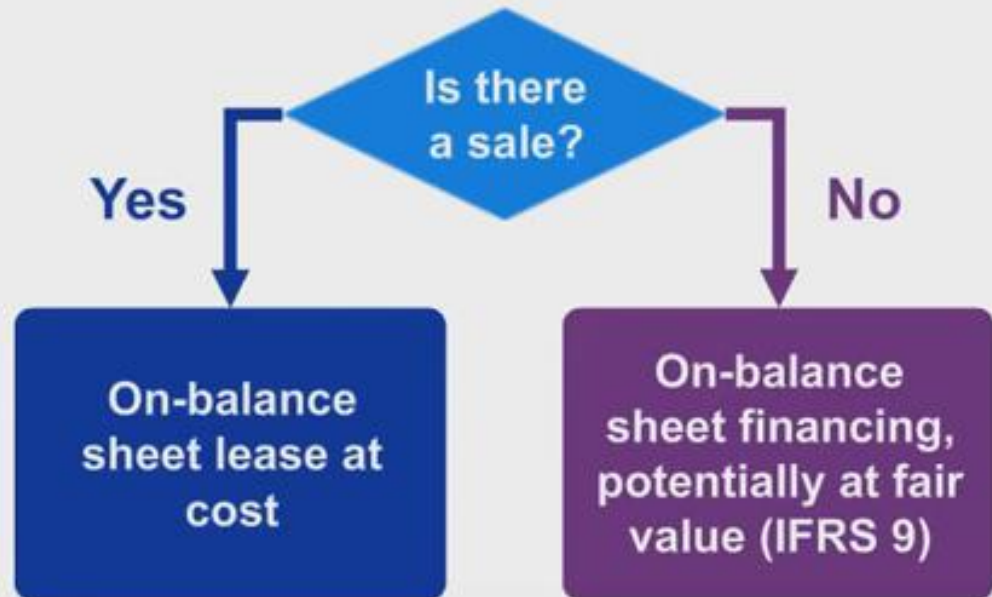 Is there
a sale?
Yes
No
On-balance
sheet lease at
cost
On-balance
sheet financing,
potentially at fair
value (IFRS 9)